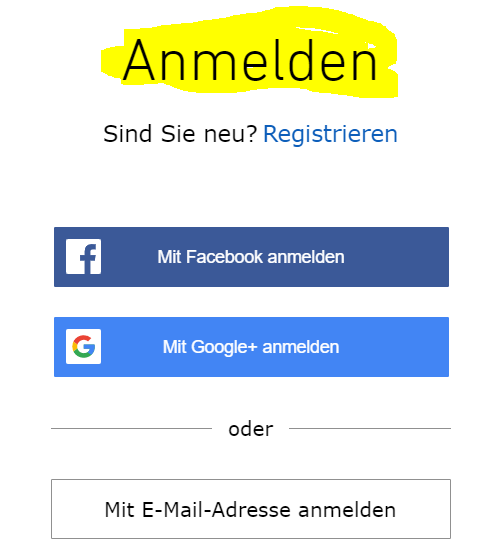 Anmelden
Sind Sie neu? Registrieren
Mit Facebook anmelden
Mit Google+ anmelden
oder
Mit E-Mail-Adresse anmelden